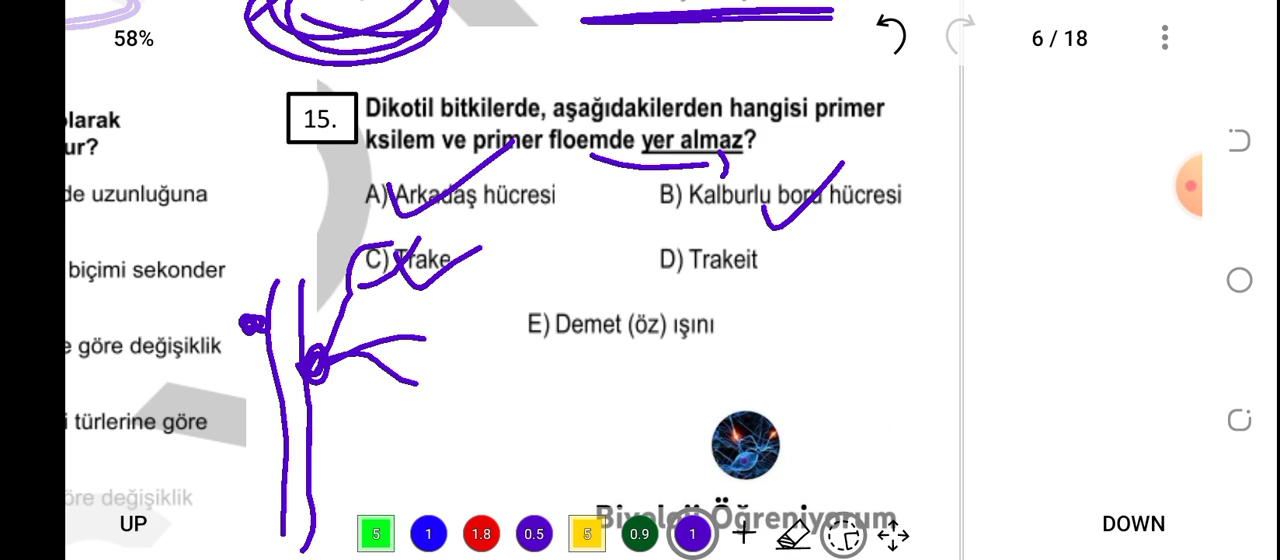 58%
6 / 18
olarak
ur?
de uzunluğuna
biçimi sekonder
e göre değişiklik
i türlerine göre
öre değişiklik
15.
Dikotil bitkilerde, aşağıdakilerden hangisi primer
ksilem ve primer floemde yer almaz?
A) Arkadaş hücresi
B) Kalburlu boru hücresi
C) Trake
D) Trakeit
E) Demet (öz) ışını
Biyoloji Öğreniyorum
UP
5 1 1.8 0.5 5 0.9 1
DOWN